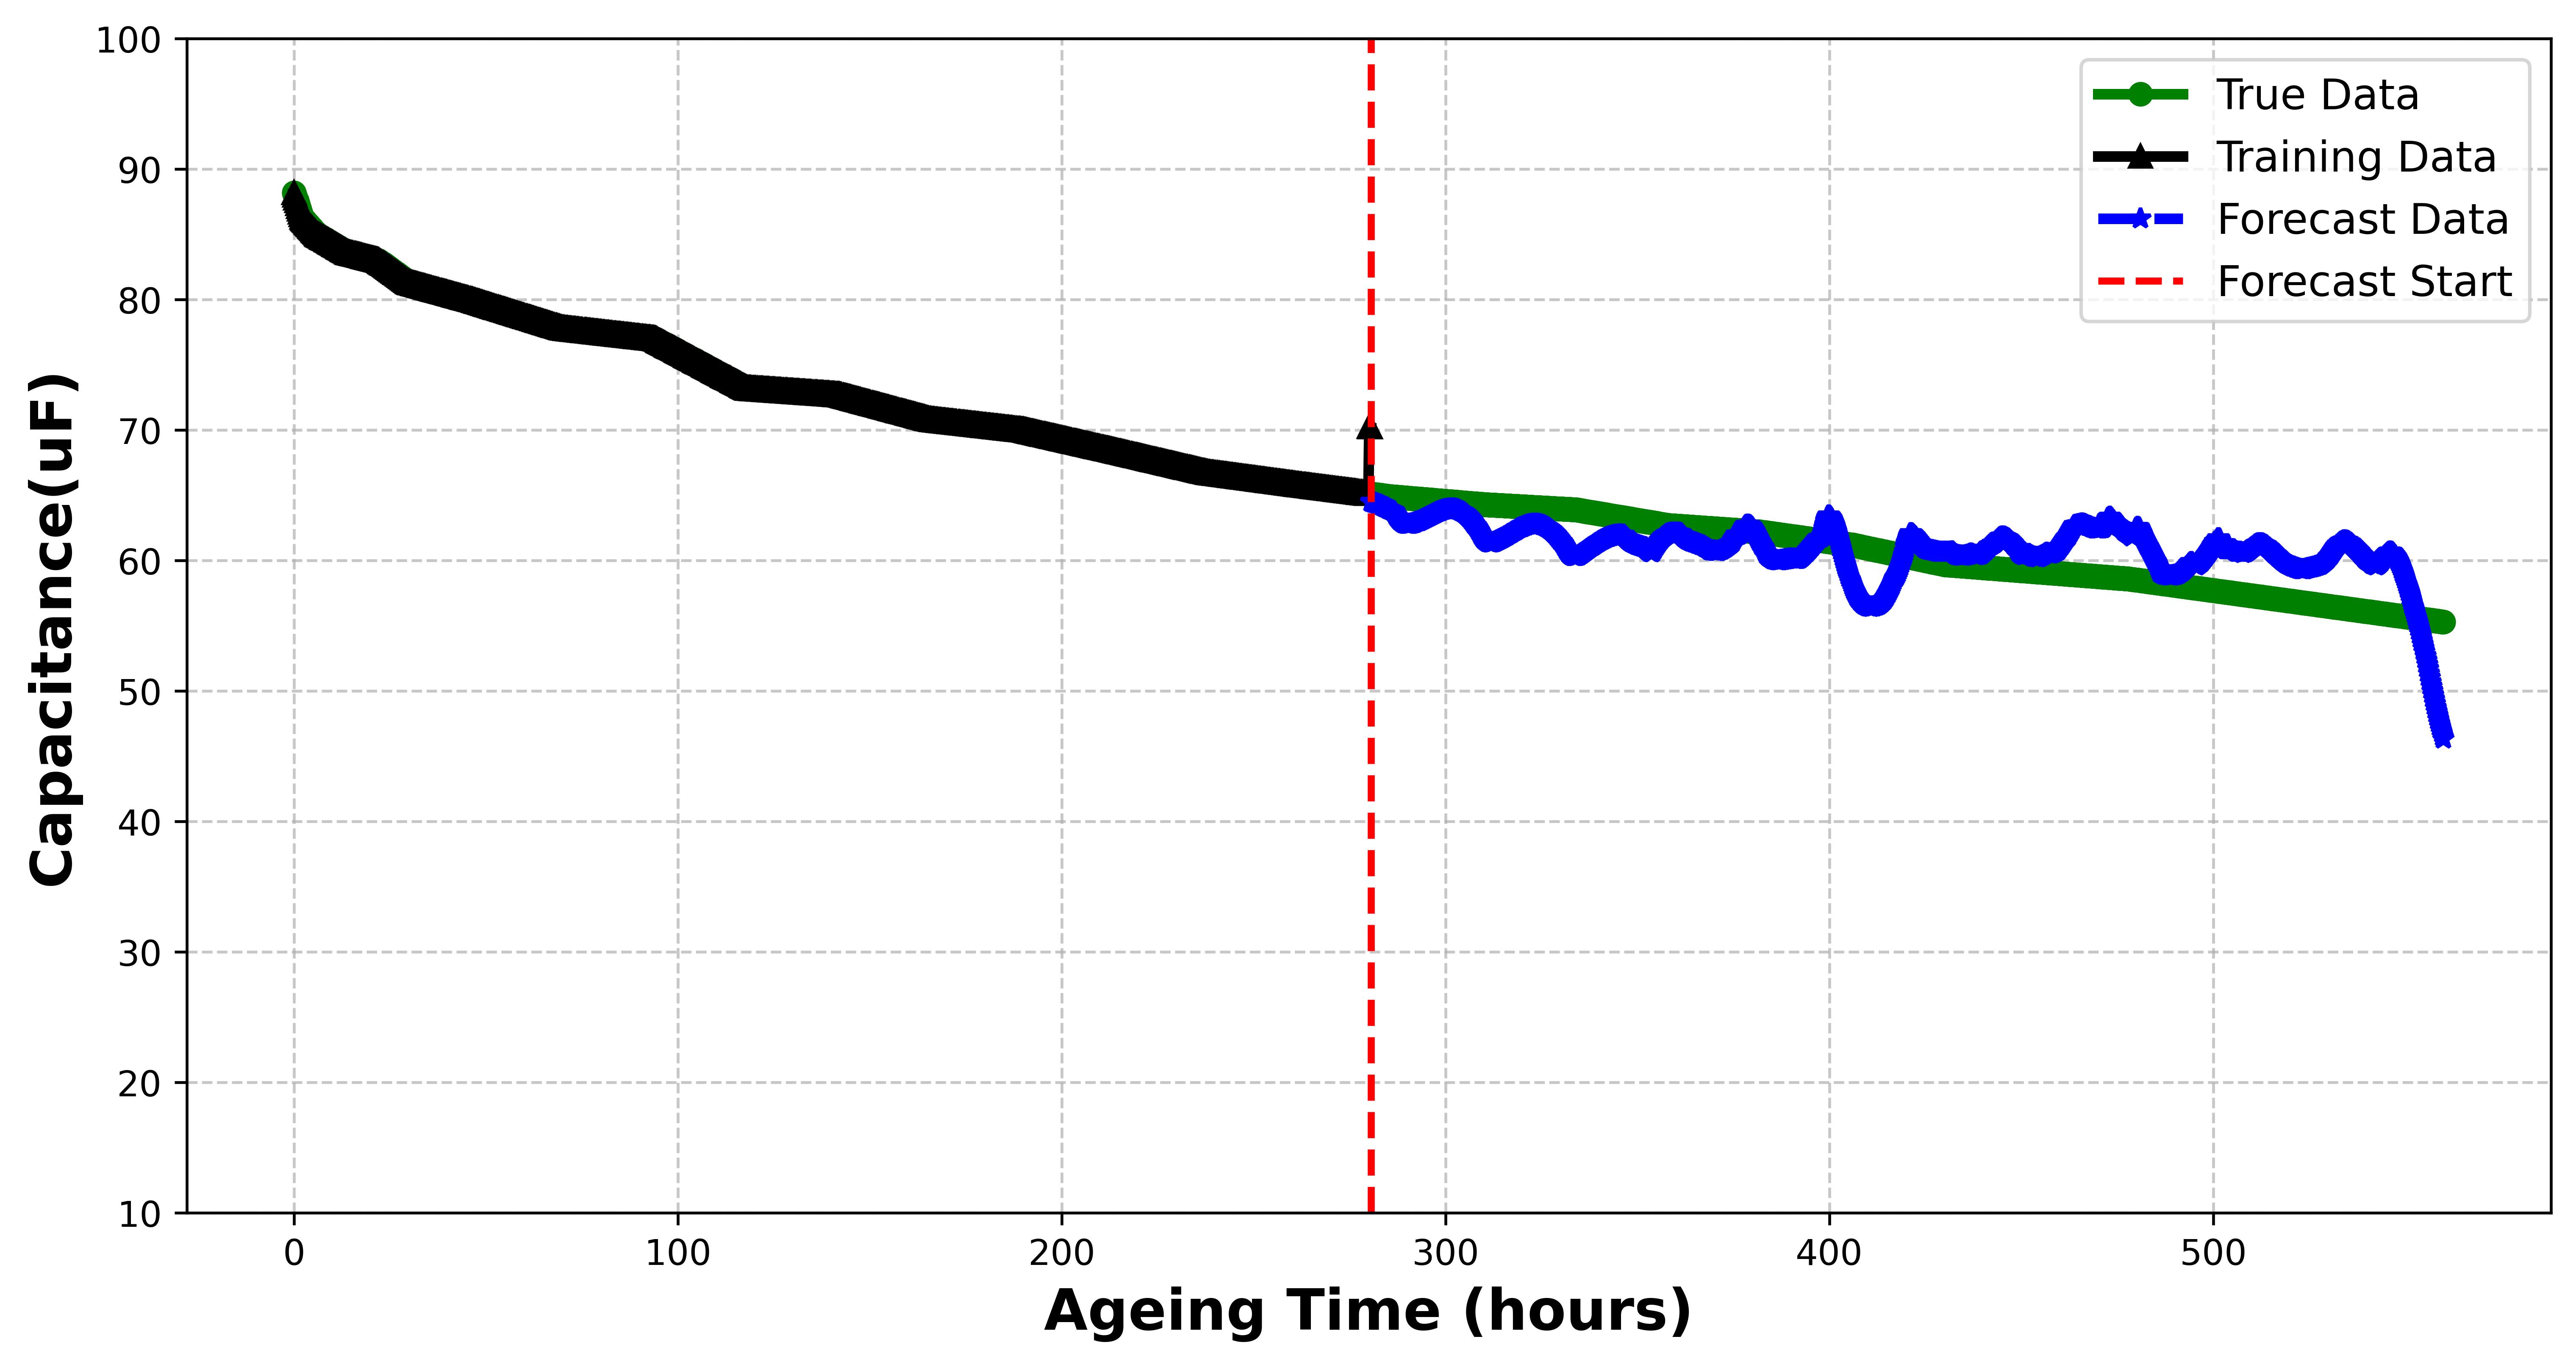 100
90
80
70
60
50
40
30
20
10
0 100 200 300 400 500
Capacitance(uF)
Ageing Time (hours)
True Data
Training Data
Forecast Data
Forecast Start